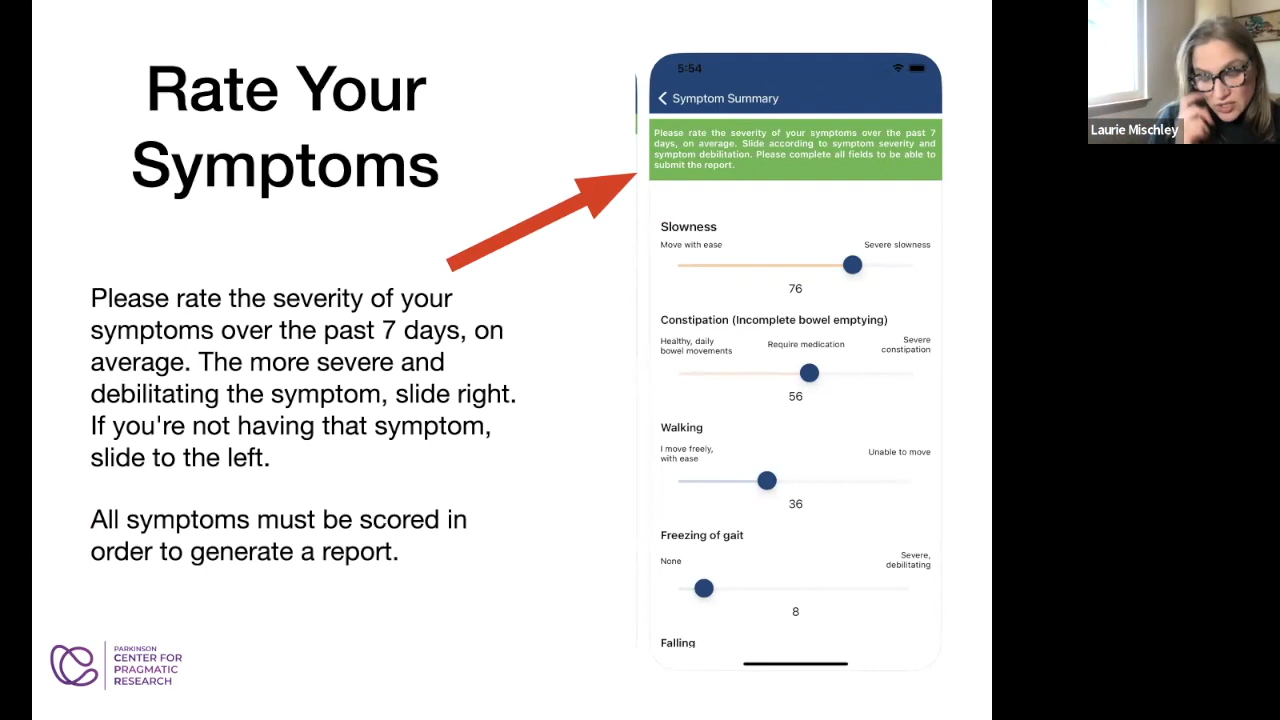 Rate Your
Symptoms
Please rate the severity of your
symptoms over the past 7 days, on
average. The more severe and
debilitating the symptom, slide right.
If you're not having that symptom,
slide to the left.
All symptoms must be scored in
order to generate a report.
PARKINSON
CENTER FOR
PRAGMATIC
RESEARCH
5:54
Symptom Summary
Please rate the severity of your symptoms over the past 7
days, on average. Slide according to symptom severity and
symptom debilitation. Please complete all fields to be able to
submit the report.
Slowness
Move with ease Severe slowness
76
Constipation (Incomplete bowel emptying)
Healthy, daily
bowel movements
Require medication
Severe
constipation
56
Walking
I move freely,
with ease
Unable to move
36
Freezing of gait
None
Severe,
debilitating
8
Falling
Laurie Mischley